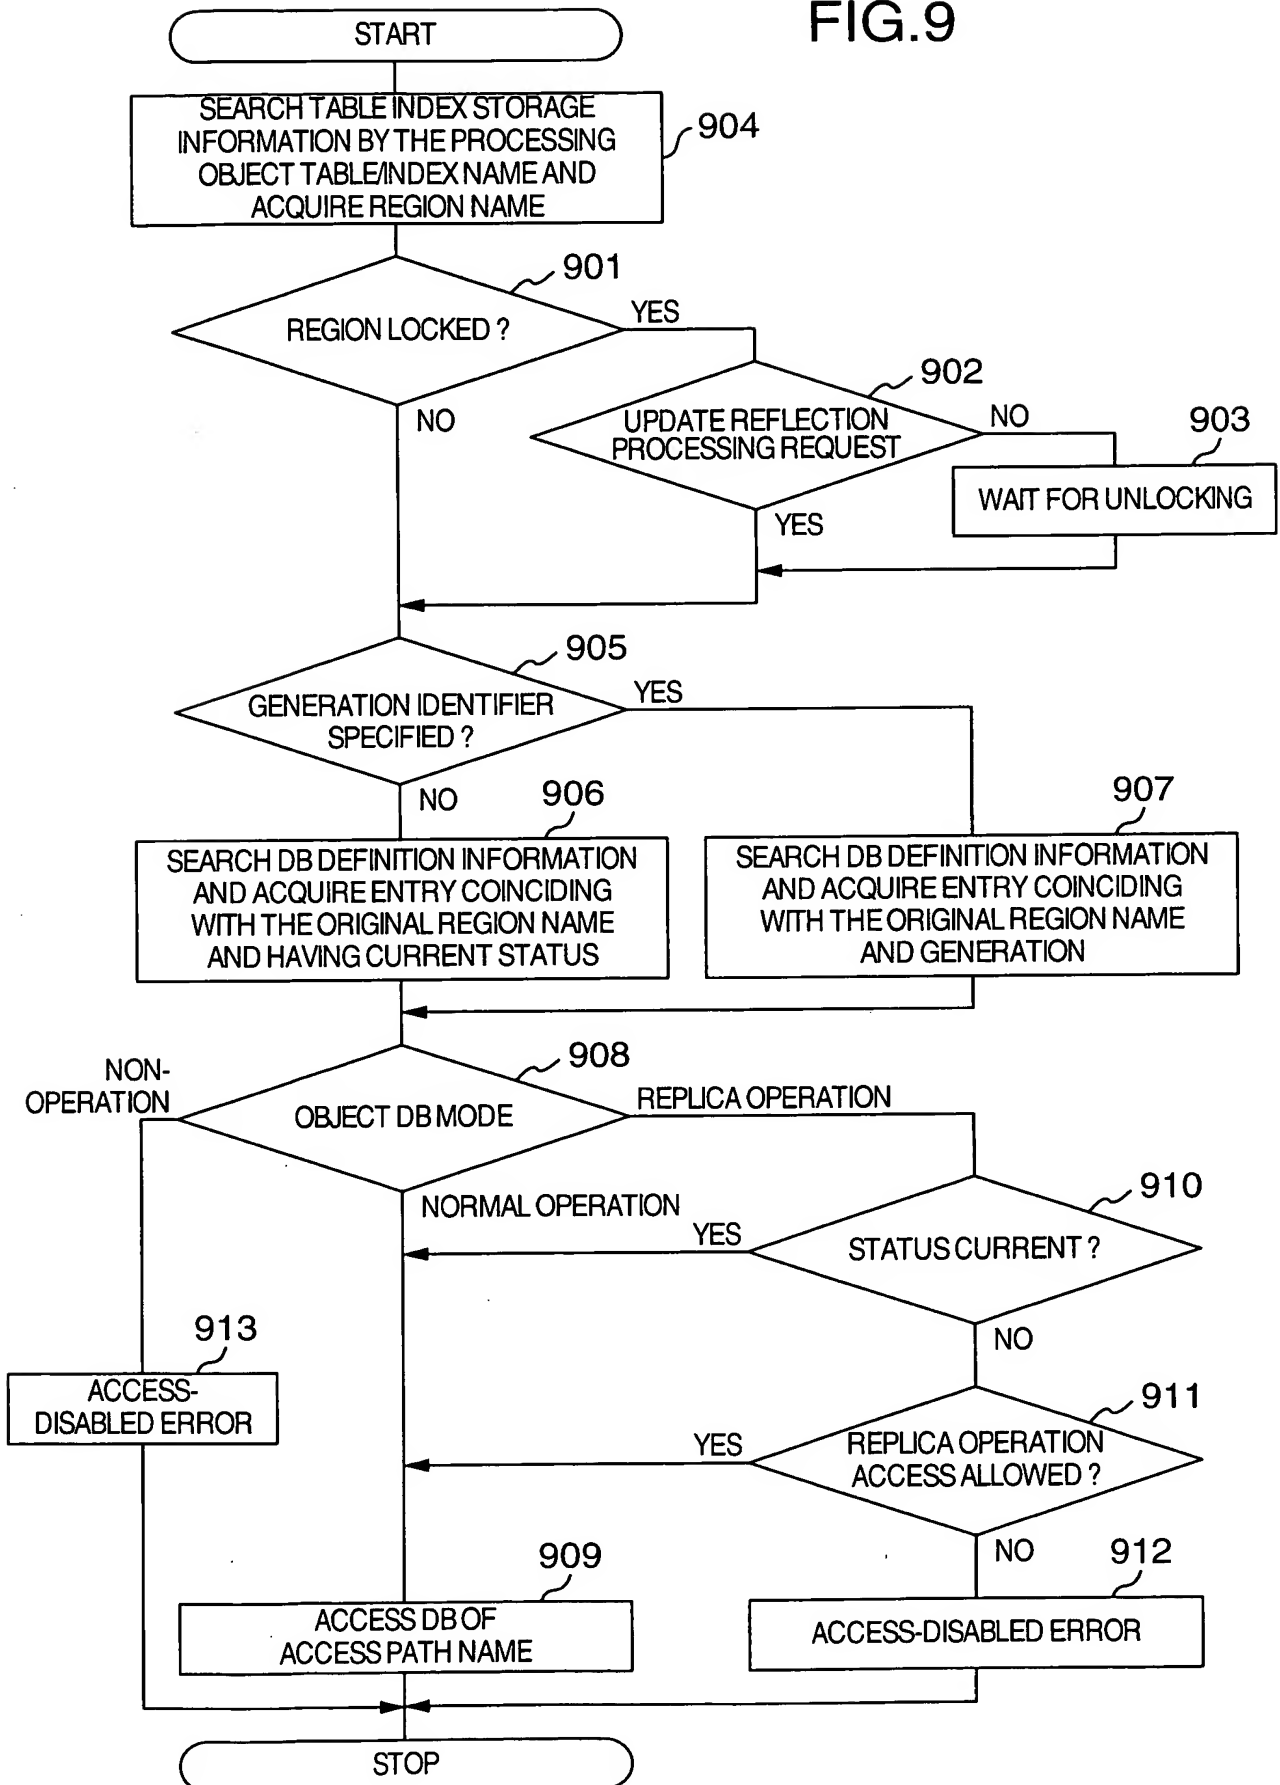 FIG.9
START
SEARCH TABLE INDEX STORAGE
INFORMATION BY THE PROCESSING
OBJECT TABLE/INDEX NAME AND
ACQUIRE REGION NAME
904
901
REGION LOCKED ?
YES
NO
902
UPDATE REFLECTION
PROCESSING REQUEST
NO
YES
903
WAIT FOR UNLOCKING
905
GENERATION IDENTIFIER
SPECIFIED ?
YES
NO
906
SEARCH DB DEFINITION INFORMATION
AND ACQUIRE ENTRY COINCIDING
WITH THE ORIGINAL REGION NAME
AND HAVING CURRENT STATUS
907
SEARCH DB DEFINITION INFORMATION
AND ACQUIRE ENTRY COINCIDING
WITH THE ORIGINAL REGION NAME
AND GENERATION
908
NON-
OPERATION
OBJECT DB MODE
REPLICA OPERATION
NORMAL OPERATION
910
STATUS CURRENT ?
YES
NO
913
ACCESS-
DISABLED ERROR
911
REPLICA OPERATION
ACCESS ALLOWED ?
YES
NO
909
ACCESS DB OF
ACCESS PATH NAME
912
ACCESS-DISABLED ERROR
STOP